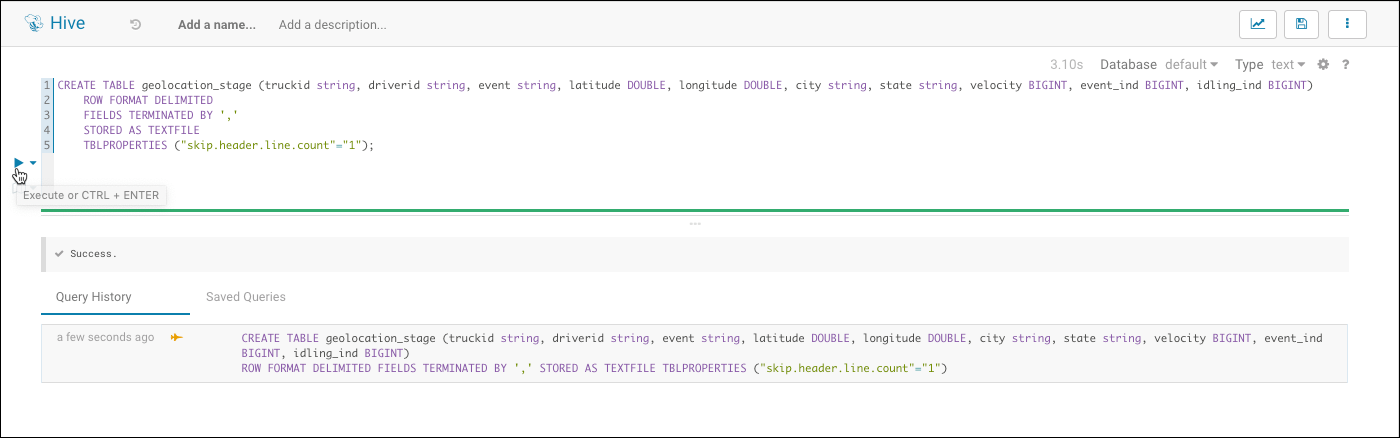 Hive
Add a name...
Add a description...
3.10s
Database default
Type text
?
1 CREATE TABLE geolocation_stage (truckid string, driverid string, event string, latitude DOUBLE, longitude DOUBLE, city string, state string, velocity BIGINT, event_ind BIGINT, idling_ind BIGINT)
2 ROW FORMAT DELIMITED
3 FIELDS TERMINATED BY ','
4 STORED AS TEXTFILE
5 TBLPROPERTIES ("skip.header.line.count"="1");
Execute or CTRL + ENTER
Success.
Query History
Saved Queries
a few seconds ago
CREATE TABLE geolocation_stage (truckid string, driverid string, event string, latitude DOUBLE, longitude DOUBLE, city string, state string, velocity BIGINT, event_ind
BIGINT, idling_ind BIGINT)
ROW FORMAT DELIMITED FIELDS TERMINATED BY ',' STORED AS TEXTFILE TBLPROPERTIES ("skip.header.line.count"="1")